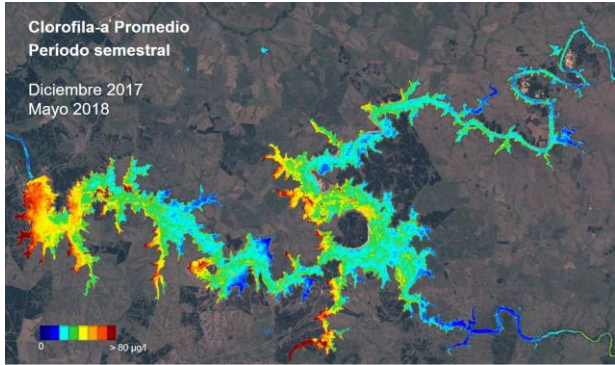 Clorofila-a Promedio
Período semestral
Diciembre 2017
Mayo 2018
0
> 80 µg/l